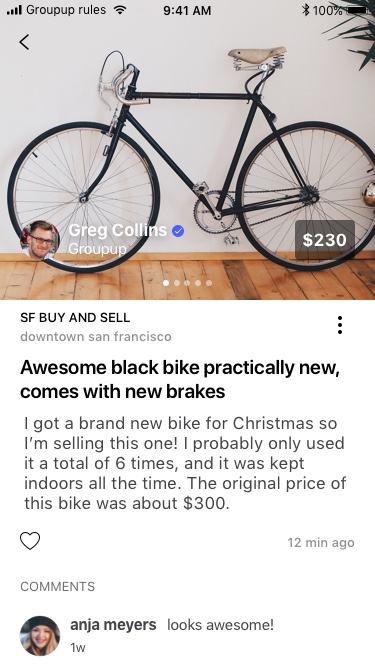 Groupup rules 9:41 AM 100%
Greg Collins
Groupup
$230
SF BUY AND SELL
downtown san francisco
Awesome black bike practically new,
comes with new brakes
I got a brand new bike for Christmas so
I'm selling this one! I probably only used
it a total of 6 times, and it was kept
indoors all the time. The original price of
this bike was about $300.
12 min ago
COMMENTS
anja meyers looks awesome!
1w